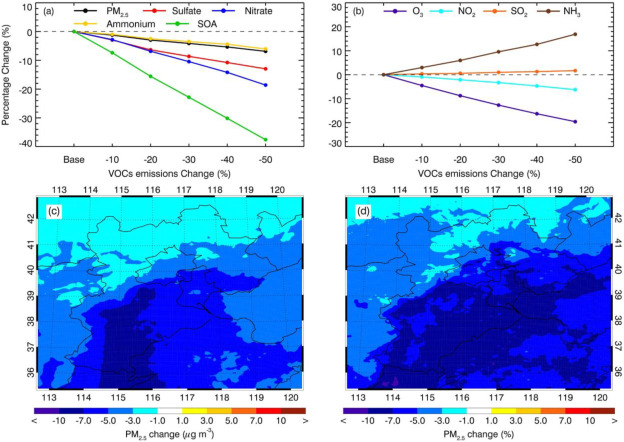 (a) PM2.5 Sulfate Nitrate
Ammonium SOA
Percentage Change (%)
10
0
-10
-20
-30
-40
Base -10 -20 -30 -40 -50
VOCs emissions Change (%)
(b) O3 NO2 SO2 NH3
30
20
10
0
-10
-20
-30
Base -10 -20 -30 -40 -50
VOCs emissions Change (%)
113 114 115 116 117 118 119 120
(c)
42
41
40
39
38
37
36
113 114 115 116 117 118 119 120
< -10 -7.0 -5.0 -3.0 -1.0 1.0 3.0 5.0 7.0 10 >
PM2.5 change (μg m-3)
113 114 115 116 117 118 119 120
(d)
42
41
40
39
38
37
36
113 114 115 116 117 118 119 120
< -10 -7.0 -5.0 -3.0 -1.0 1.0 3.0 5.0 7.0 10 >
PM2.5 change (%)